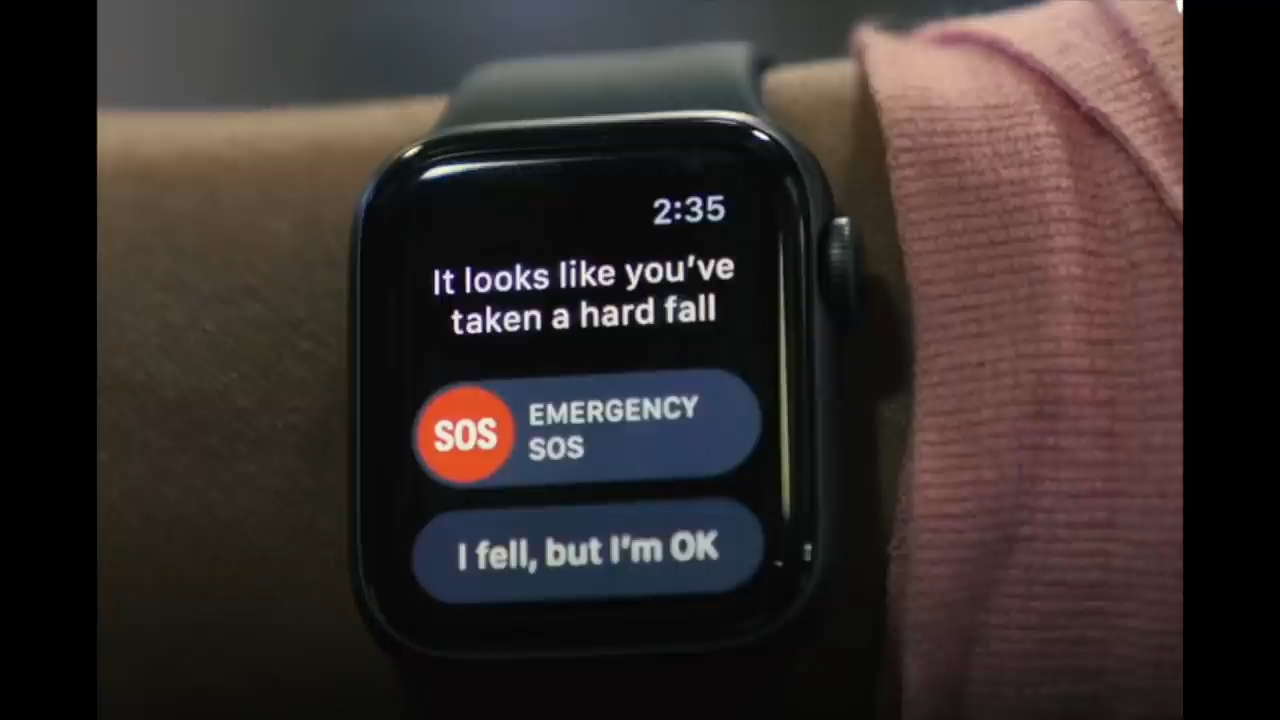 2:35
It looks like you've
taken a hard fall
SOS
EMERGENCY
SOS
I fell, but I'm OK